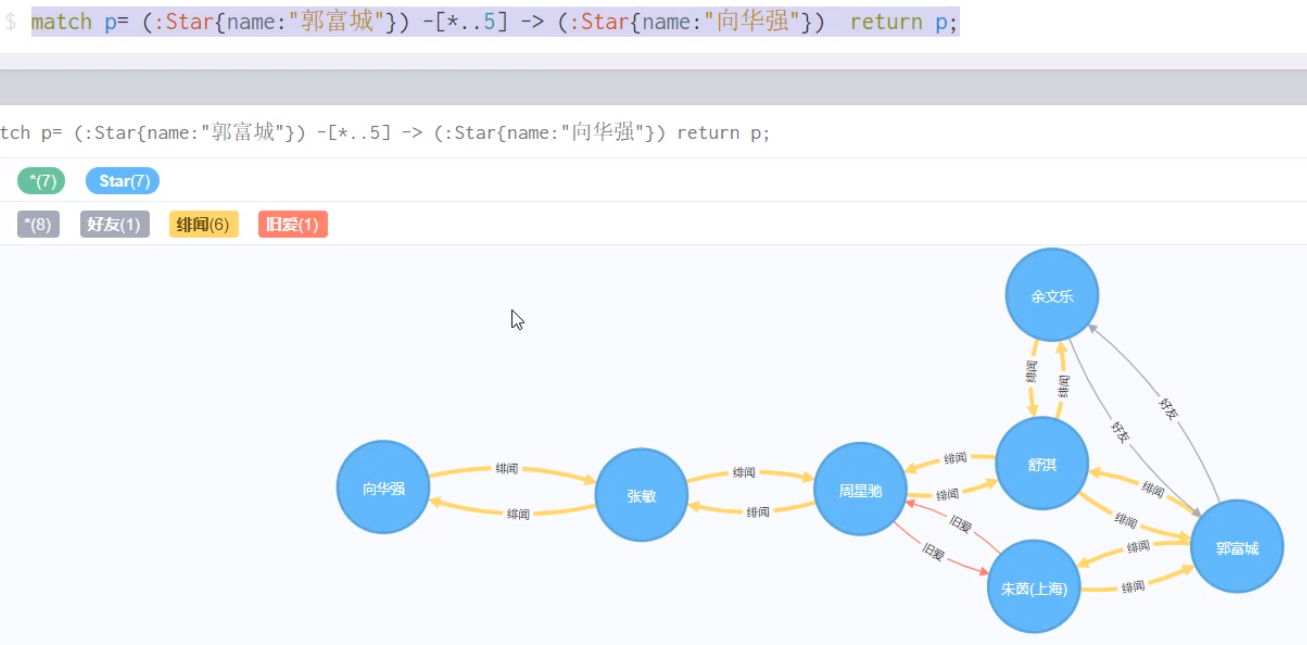 $ match p= (:Star{name:"郭富城"}) -[*..5] -> (:Star{name:"向华强"})  return p;
tch p= (:Star{name:"郭富城"}) -[*..5] -> (:Star{name:"向华强"}) return p;
*(7) Star(7)
*(8) 好友(1) 绯闻(6) 旧爱(1)
余文乐
绯闻
绯闻
好友
好友
舒淇
绯闻
绯闻
绯闻
绯闻
向华强
绯闻
绯闻
张敏
绯闻
绯闻
周星驰
旧爱
旧爱
朱茵(上海)
绯闻
绯闻
郭富城